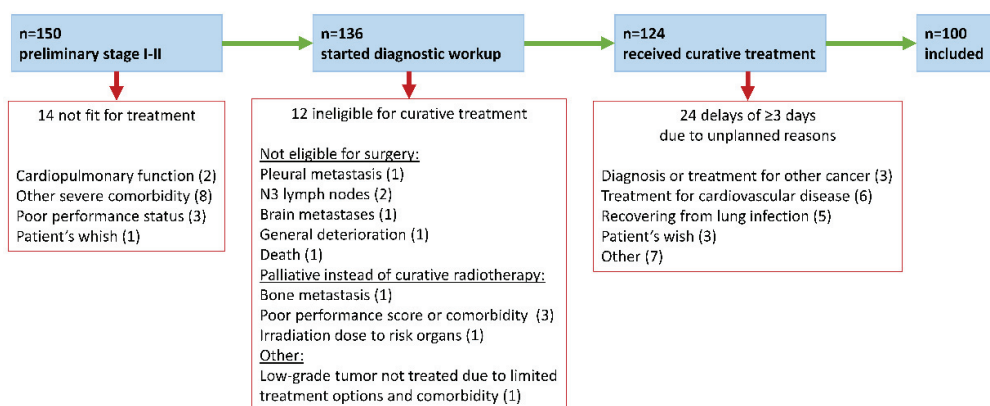 n=150
preliminary stage I-II
n=136
started diagnostic workup
n=124
received curative treatment
n=100
included
14 not fit for treatment
Cardiopulmonary function (2)
Other severe comorbidity (8)
Poor performance status (3)
Patient's whish (1)
12 ineligible for curative treatment
Not eligible for surgery:
Pleural metastasis (1)
N3 lymph nodes (2)
Brain metastases (1)
General deterioration (1)
Death (1)
Palliative instead of curative radiotherapy:
Bone metastasis (1)
Poor performance score or comorbidity (3)
Irradiation dose to risk organs (1)
Other:
Low-grade tumor not treated due to limited
treatment options and comorbidity (1)
24 delays of ≥3 days
due to unplanned reasons
Diagnosis or treatment for other cancer (3)
Treatment for cardiovascular disease (6)
Recovering from lung infection (5)
Patient's wish (3)
Other (7)